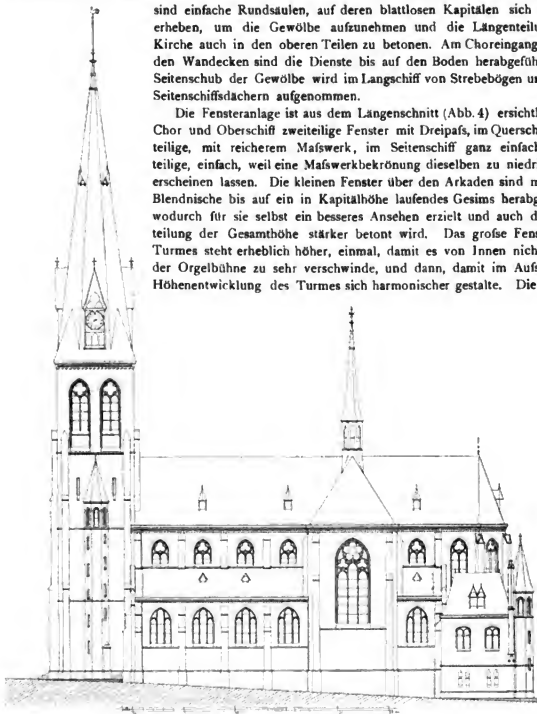 sind einfache Rundsäulen, auf deren blattlosen Kapitälen sich
erheben, um die Gewölbe aufzunehmen und die Längenteilu
Kirche auch in den oberen Teilen zu betonen. Am Choreingang
den Wandecken sind die Dienste bis auf den Boden herabgefüh
Seitenschub der Gewölbe wird im Langschiff von Strebebögen un
Seitenschiffsdächern aufgenommen.
Die Fensteranlage ist aus dem Längenschnitt (Abb. 4) ersichtl
Chor und Oberschiff zweiteilige Fenster mit Dreipaſs, im Quersch
teilige, mit reicherem Maſswerk, im Seitenschiff ganz einfach
teilige, einfach, weil eine Maſswerkbekrönung dieselben zu niedri
erscheinen lassen. Die kleinen Fenster über den Arkaden sind m
Blendnische bis auf ein in Kapitälhöhe laufendes Gesims herabg
wodurch für sie selbst ein besseres Ansehen erzielt und auch d
teilung der Gesamthöhe stärker betont wird. Das groſse Fens
Turmes steht erheblich höher, einmal, damit es von Innen nich
der Orgelbühne zu sehr verschwinde, und dann, damit im Aufs
Höhenentwicklung des Turmes sich harmonischer gestalte. Die